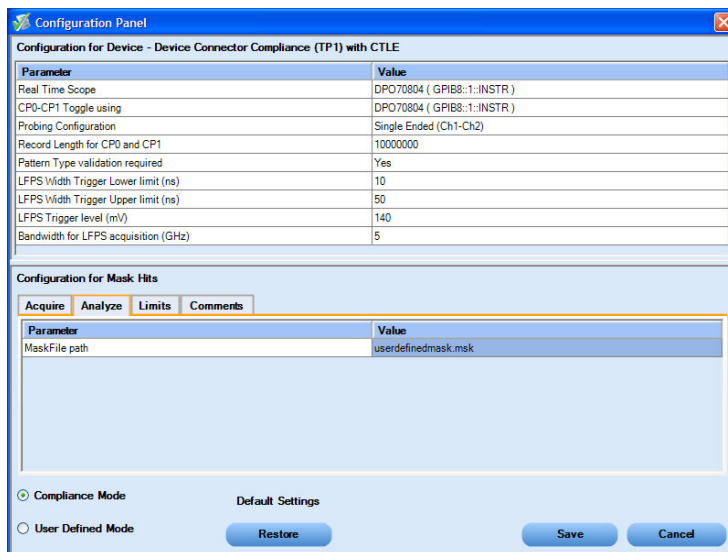 Configuration Panel
Configuration for Device - Device Connector Compliance (TP1) with CTLE
Parameter Value
Real Time Scope DPO70804 ( GPIB8::1::INSTR )
CP0-CP1 Toggle using DPO70804 ( GPIB8::1::INSTR )
Probing Configuration Single Ended (Ch1-Ch2)
Record Length for CP0 and CP1 10000000
Pattern Type validation required Yes
LFPS Width Trigger Lower limit (ns) 10
LFPS Width Trigger Upper limit (ns) 50
LFPS Trigger level (mV) 140
Bandwidth for LFPS acquisition (GHz) 5
Configuration for Mask Hits
Acquire Analyze Limits Comments
Parameter Value
MaskFile path userdefinedmask.msk
Compliance Mode
Default Settings
User Defined Mode
Restore Save Cancel